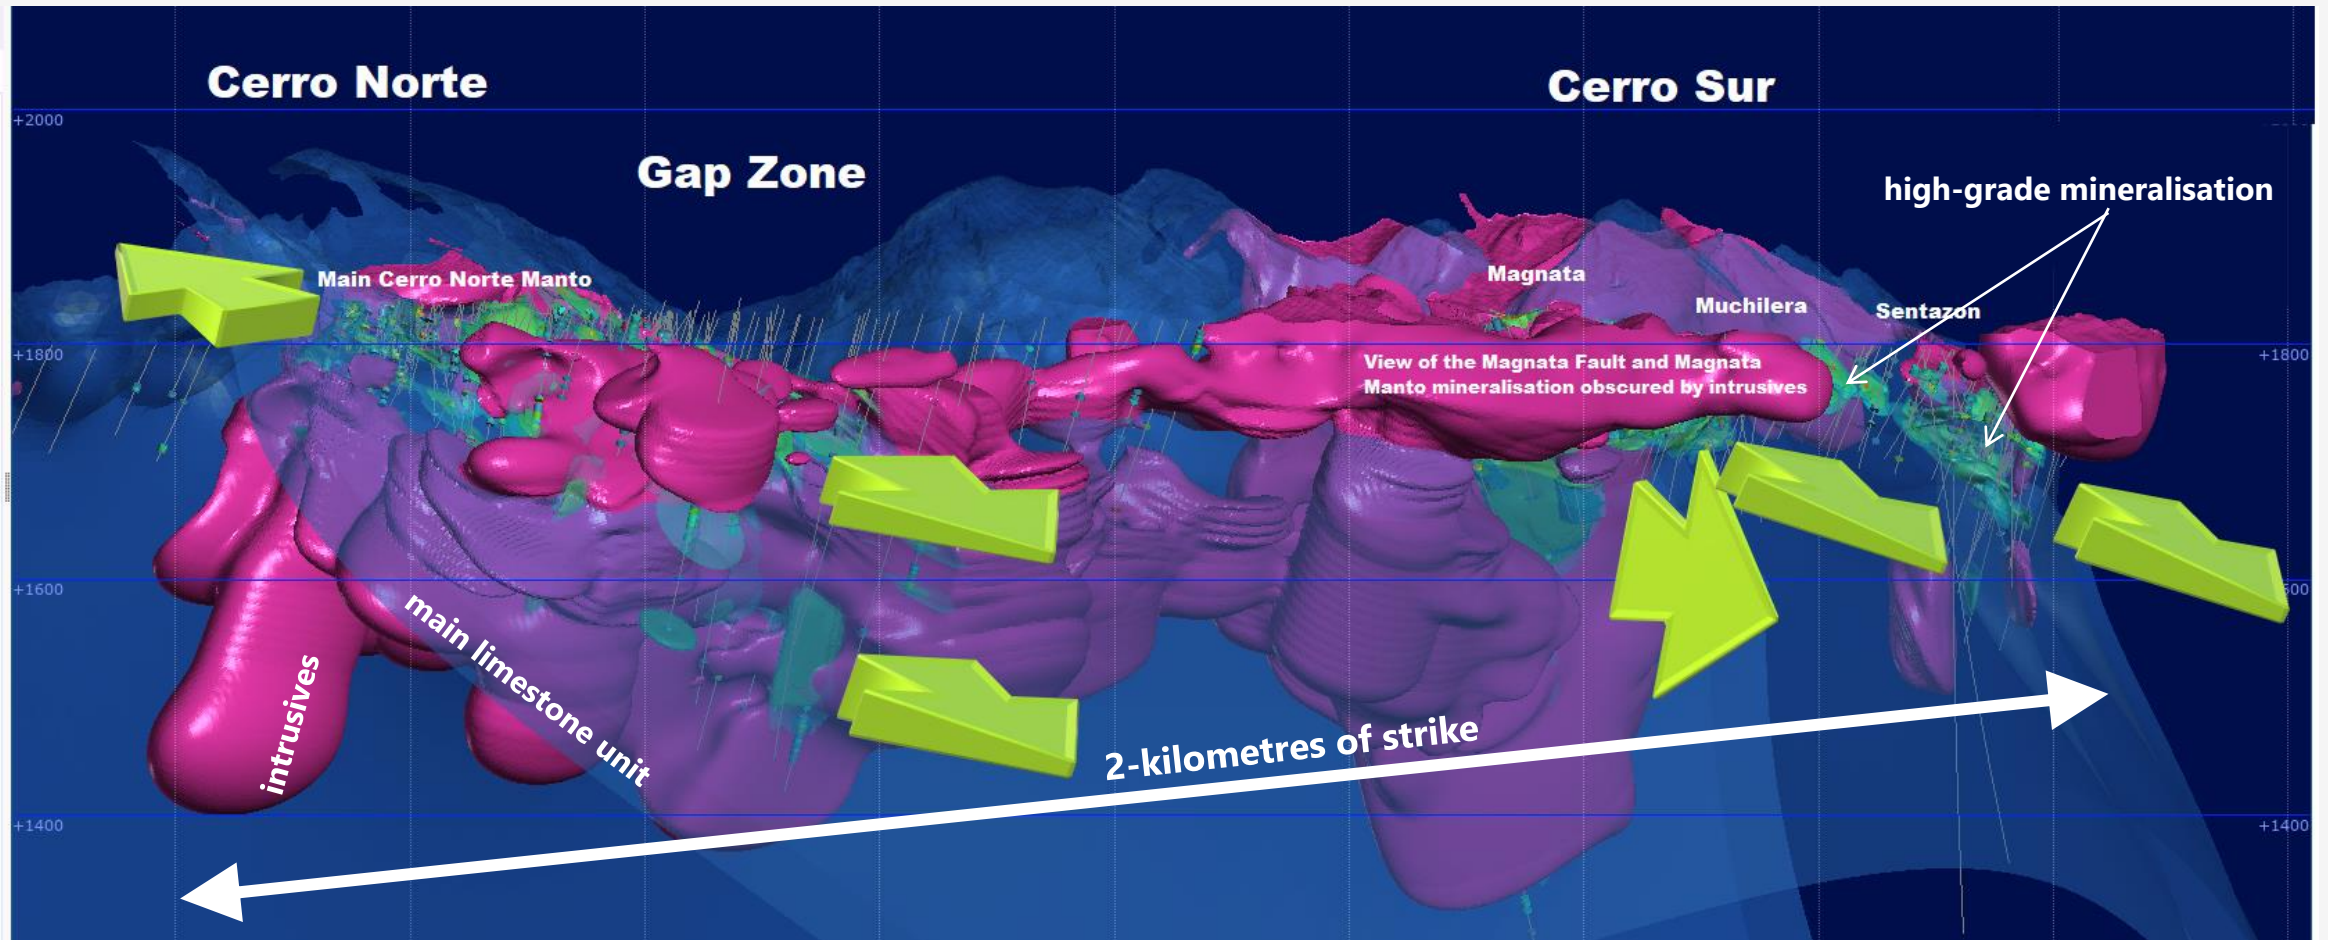 Cerro Norte
Cerro Sur
+2000
Gap Zone
high-grade mineralisation
Main Cerro Norte Manto
Magnata
Muchilera
Sentazon
+1800
+1800
View of the Magnata Fault and Magnata
Manto mineralisation obscured by intrusives
+1600
main limestone unit
intrusives
2-kilometres of strike
+1400
+1400